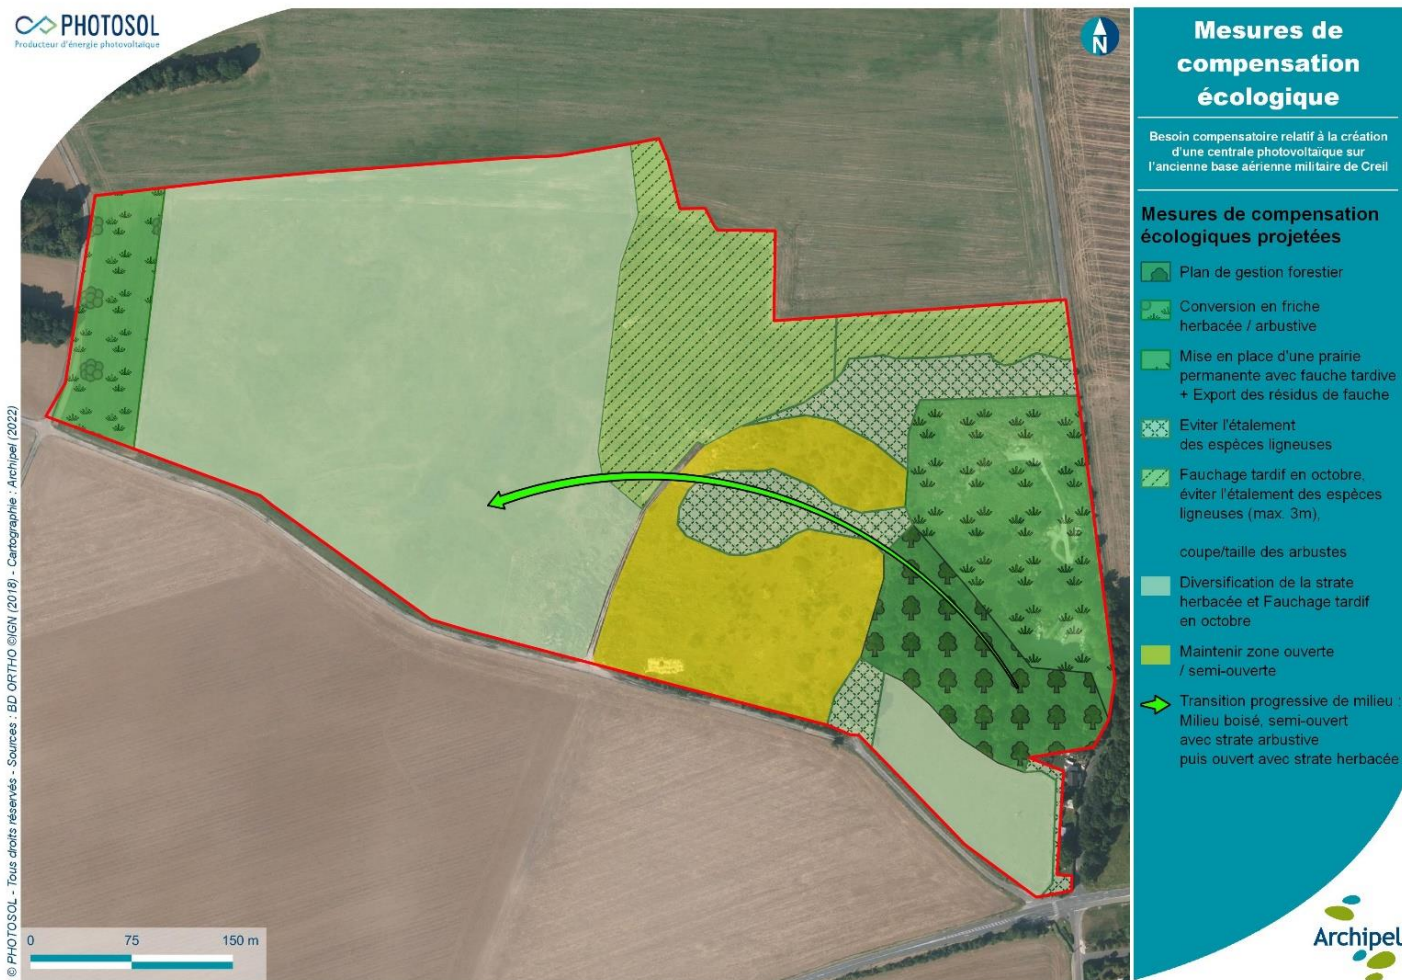 PHOTOSOL
Producteur d'énergie photovoltaïque
N
© PHOTOSOL - Tous droits réservés - Sources : BD ORTHO ©IGN (2018) - Cartographie : Archipel (2022)
0 75 150 m
Mesures de
compensation
écologique
Besoin compensatoire relatif à la création
d'une centrale photovoltaïque sur
l'ancienne base aérienne militaire de Creil
Mesures de compensation
écologiques projetées
Plan de gestion forestier
Conversion en friche
herbacée / arbustive
Mise en place d'une prairie
permanente avec fauche tardive
+ Export des résidus de fauche
Eviter l'étalement
des espèces ligneuses
Fauchage tardif en octobre,
éviter l'étalement des espèces
ligneuses (max. 3m),
coupe/taille des arbustes
Diversification de la strate
herbacée et Fauchage tardif
en octobre
Maintenir zone ouverte
/ semi-ouverte
Transition progressive de milieu :
Milieu boisé, semi-ouvert
avec strate arbustive
puis ouvert avec strate herbacée
Archipel